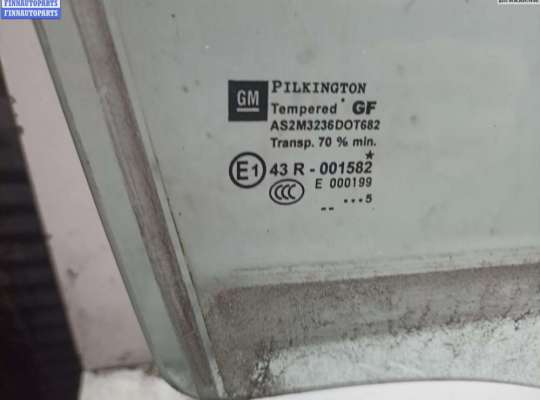 FINNAUTOPARTS
FINNAUTOPARTS
GM
PILKINGTON
Tempered GF
AS2M3236DOT682
Transp. 70 % min.
E1 43 R - 001582
CCC E 000199
-- ...5